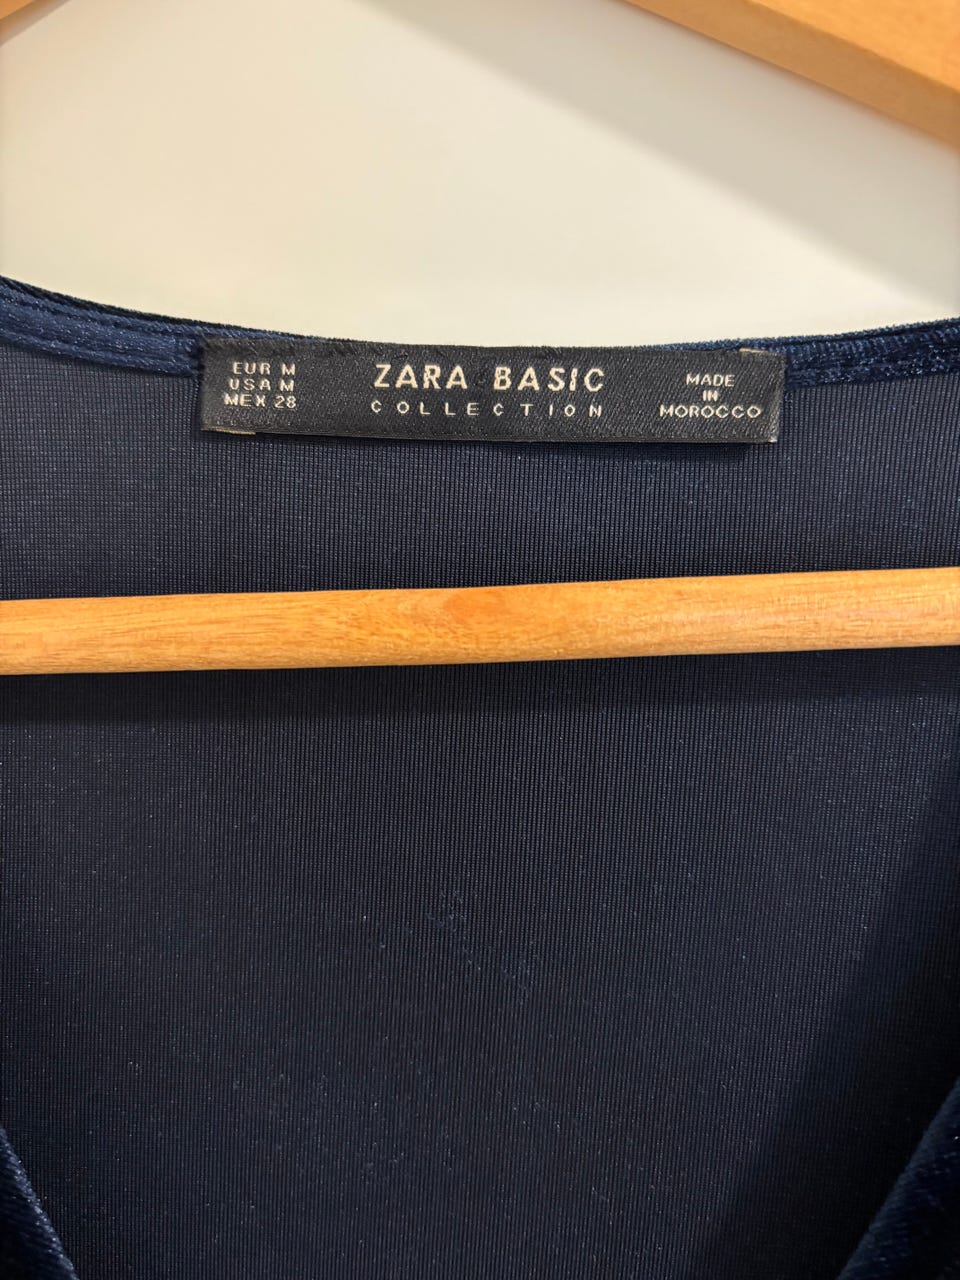 EUR M
USA M
MEX 28
ZARA BASIC
COLLECTION
MADE
IN
MOROCCO